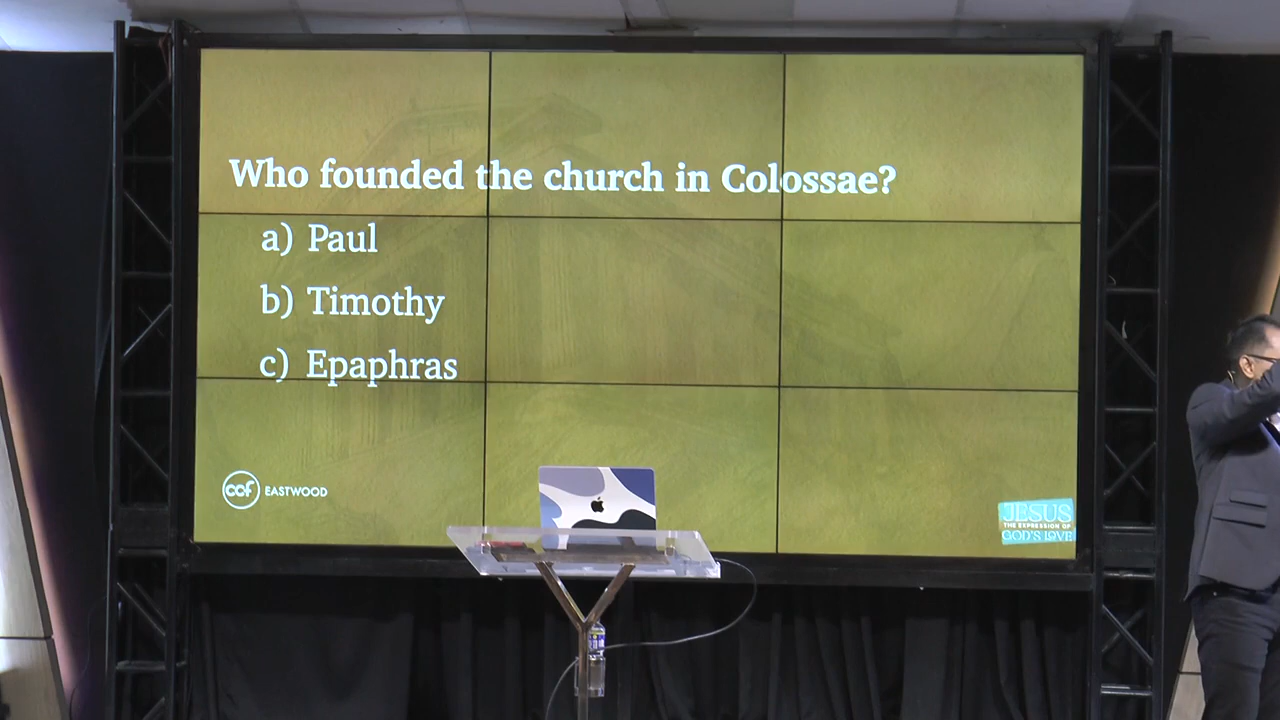 Who founded the church in Colossae?
a) Paul
b) Timothy
c) Epaphras
ccf EASTWOOD
JESUS
THE EXPRESSION OF
GOD'S LOVE